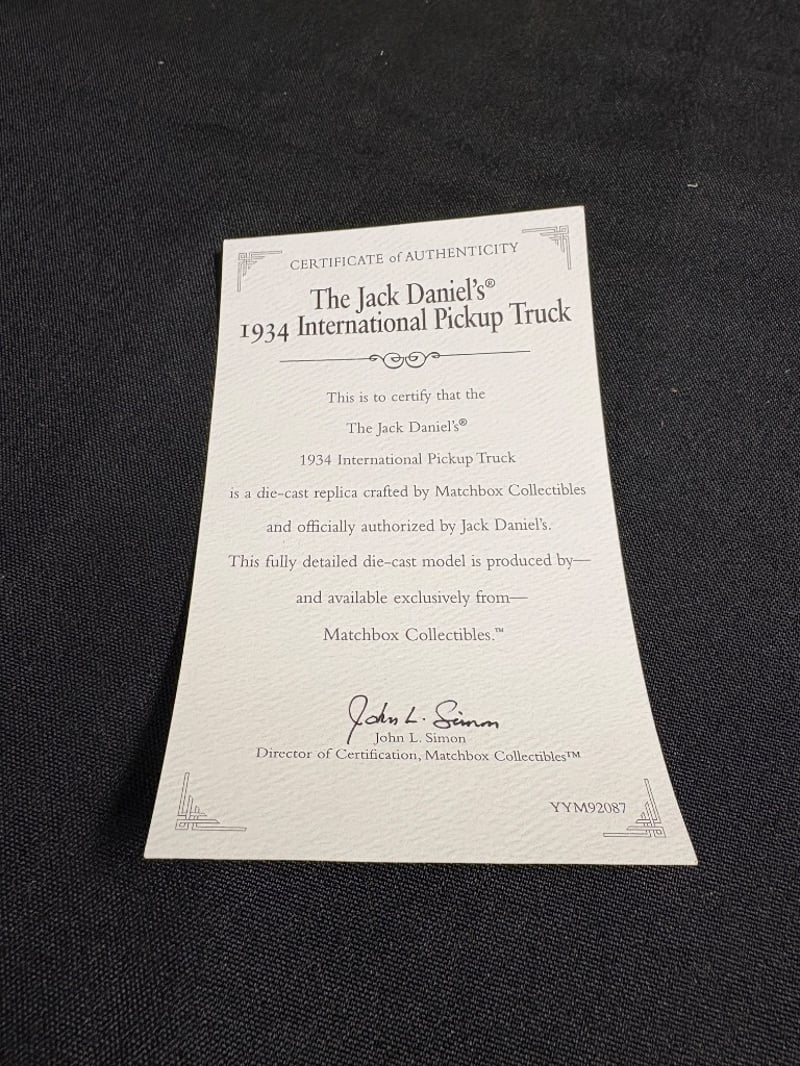 CERTIFICATE of AUTHENTICITY
The Jack Daniel's®
1934 International Pickup Truck
This is to certify that the
The Jack Daniel's®
1934 International Pickup Truck
is a die-cast replica crafted by Matchbox Collectibles
and officially authorized by Jack Daniel's.
This fully detailed die-cast model is produced by—
and available exclusively from—
Matchbox Collectibles.™
John L. Simon
John L. Simon
Director of Certification, Matchbox Collectibles™
YYM92087